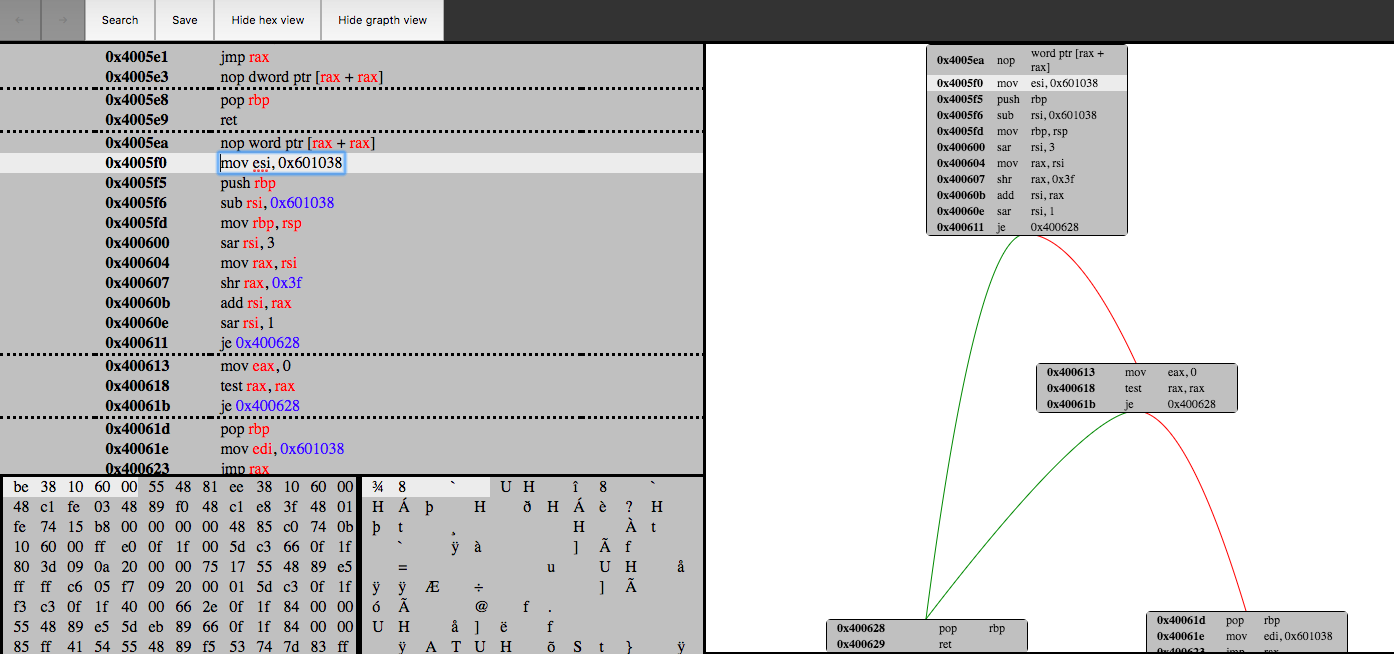 ← → Search Save Hide hex view Hide grapth view
0x4005e1 jmp rax
0x4005e3 nop dword ptr [rax + rax]
0x4005e8 pop rbp
0x4005e9 ret
0x4005ea nop word ptr [rax + rax]
0x4005f0 mov esi, 0x601038
0x4005f5 push rbp
0x4005f6 sub rsi, 0x601038
0x4005fd mov rbp, rsp
0x400600 sar rsi, 3
0x400604 mov rax, rsi
0x400607 shr rax, 0x3f
0x40060b add rsi, rax
0x40060e sar rsi, 1
0x400611 je 0x400628
0x400613 mov eax, 0
0x400618 test rax, rax
0x40061b je 0x400628
0x40061d pop rbp
0x40061e mov edi, 0x601038
0x400623 jmp rax
be 38 10 60 00 55 48 81 ee 38 10 60 00
48 c1 fe 03 48 89 f0 48 c1 e8 3f 48 01
fe 74 15 b8 00 00 00 00 48 85 c0 74 0b
10 60 00 ff e0 0f 1f 00 5d c3 66 0f 1f
80 3d 09 0a 20 00 00 75 17 55 48 89 e5
ff ff c6 05 f7 09 20 00 01 5d c3 0f 1f
f3 c3 0f 1f 40 00 66 2e 0f 1f 84 00 00
55 48 89 e5 5d eb 89 66 0f 1f 84 00 00
85 ff 41 54 55 48 89 f5 53 74 7d 83 ff
¾ 8 ` U H î 8 `
H Á þ H ð H Á è ? H
þ t ¸ H À t
` ÿ à ] Ã f
= u U H å
ÿ ÿ Æ ÷ ] Ã
ó Ã @ f .
U H å ] ë f
ÿ A T U H õ S t } ÿ
0x4005ea nop word ptr [rax +
rax]
0x4005f0 mov esi, 0x601038
0x4005f5 push rbp
0x4005f6 sub rsi, 0x601038
0x4005fd mov rbp, rsp
0x400600 sar rsi, 3
0x400604 mov rax, rsi
0x400607 shr rax, 0x3f
0x40060b add rsi, rax
0x40060e sar rsi, 1
0x400611 je 0x400628
0x400613 mov eax, 0
0x400618 test rax, rax
0x40061b je 0x400628
0x400628 pop rbp
0x400629 ret
0x40061d pop rbp
0x40061e mov edi, 0x601038
0x400623 jmp rax